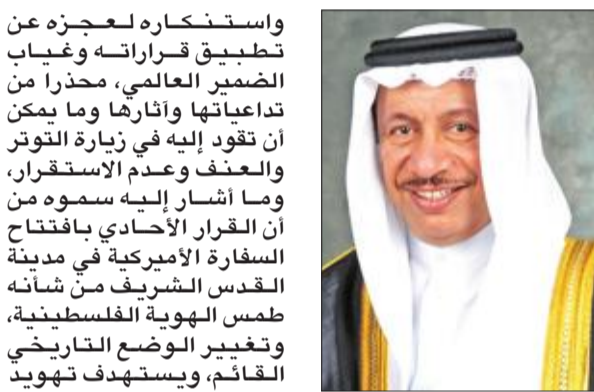 واستنكاره لعجزه عن
تطبيق قراراته وغياب
الضمير العالمي، محذرا من
تداعياتها وآثارها وما يمكن
أن تقود إليه في زيارة التوتر
والعنف وعدم الاستقرار،
وما أشار إليه سموه من
أن القرار الأحادي بافتتاح
السفارة الأميركية في مدينة
القدس الشريف من شأنه
طمس الهوية الفلسطينية،
وتغيير الوضع التاريخي
القائم، ويستهدف تهويد